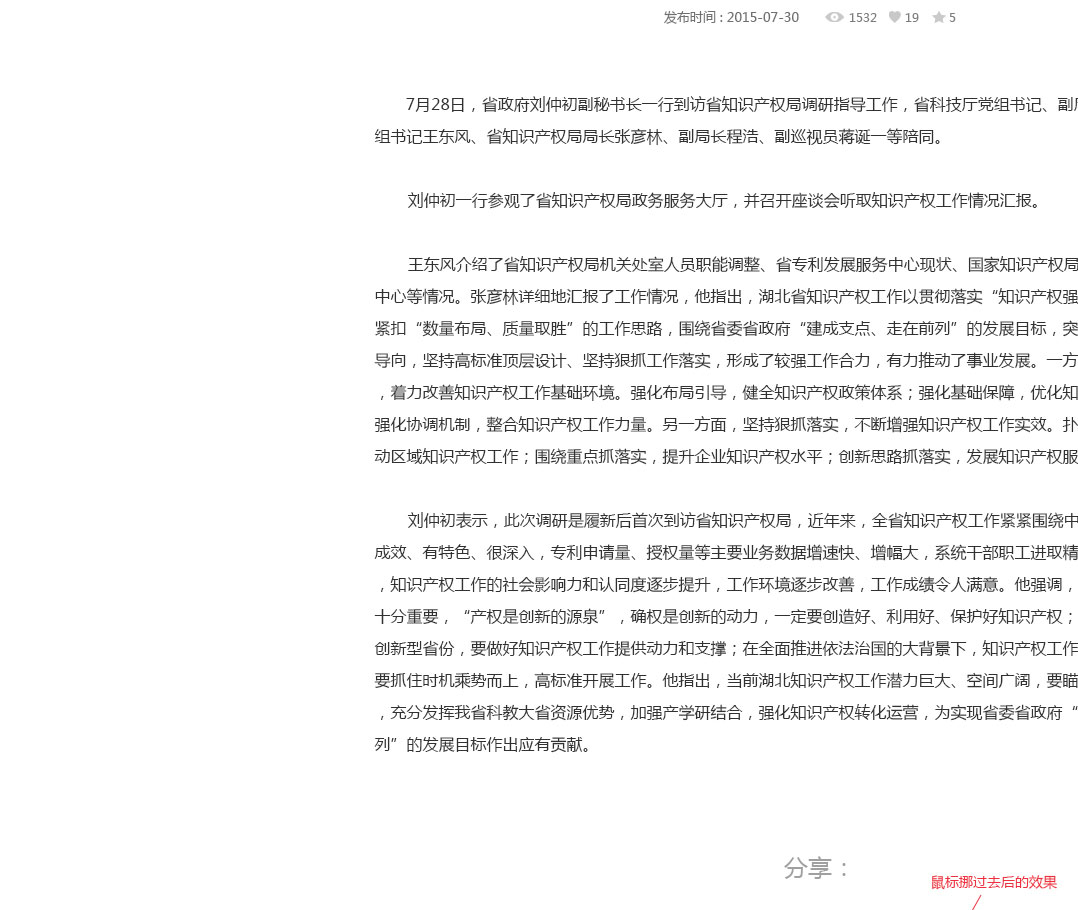 发布时间 : 2015-07-30 1532 19 5
7月28日，省政府刘仲初副秘书长一行到访省知识产权局调研指导工作，省科技厅党组书记、副
组书记王东风、省知识产权局局长张彦林、副局长程浩、副巡视员蒋诞一等陪同。
刘仲初一行参观了省知识产权局政务服务大厅，并召开座谈会听取知识产权工作情况汇报。
王东风介绍了省知识产权局机关处室人员职能调整、省专利发展服务中心现状、国家知识产权局
中心等情况。张彦林详细地汇报了工作情况，他指出，湖北省知识产权工作以贯彻落实“知识产权强
紧扣“数量布局、质量取胜”的工作思路，围绕省委省政府“建成支点、走在前列”的发展目标，突
导向，坚持高标准顶层设计、坚持狠抓工作落实，形成了较强工作合力，有力推动了事业发展。一方
，着力改善知识产权工作基础环境。强化布局引导，健全知识产权政策体系；强化基础保障，优化知
强化协调机制，整合知识产权工作力量。另一方面，坚持狠抓落实，不断增强知识产权工作实效。扑
动区域知识产权工作；围绕重点抓落实，提升企业知识产权水平；创新思路抓落实，发展知识产权服
刘仲初表示，此次调研是履新后首次到访省知识产权局，近年来，全省知识产权工作紧紧围绕中
成效、有特色、很深入，专利申请量、授权量等主要业务数据增速快、增幅大，系统干部职工进取精
，知识产权工作的社会影响力和认同度逐步提升，工作环境逐步改善，工作成绩令人满意。他强调，
十分重要，“产权是创新的源泉”，确权是创新的动力，一定要创造好、利用好、保护好知识产权；
创新型省份，要做好知识产权工作提供动力和支撑；在全面推进依法治国的大背景下，知识产权工作
要抓住时机乘势而上，高标准开展工作。他指出，当前湖北知识产权工作潜力巨大、空间广阔，要瞄
，充分发挥我省科教大省资源优势，加强产学研结合，强化知识产权转化运营，为实现省委省政府“
列”的发展目标作出应有贡献。
分享：
鼠标挪过去后的效果